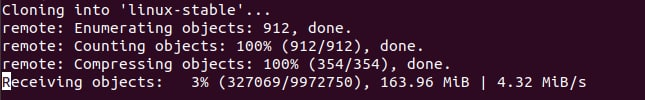 Cloning into 'linux-stable'...
remote: Enumerating objects: 912, done.
remote: Counting objects: 100% (912/912), done.
remote: Compressing objects: 100% (354/354), done.
Receiving objects:   3% (327069/9972750), 163.96 MiB | 4.32 MiB/s